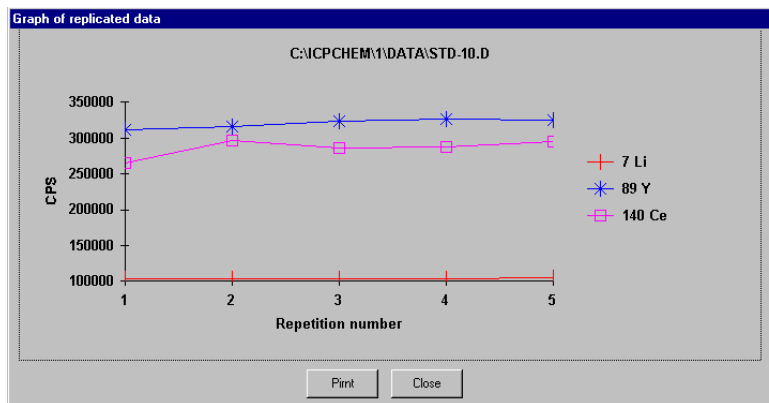 Graph of replicated data
C:\ICPCHEM\1\DATA\STD-10.D
350000
300000
250000
200000
150000
100000
CPS
1 2 3 4 5
Repetition number
7 Li
89 Y
140 Ce
Pirnt Close